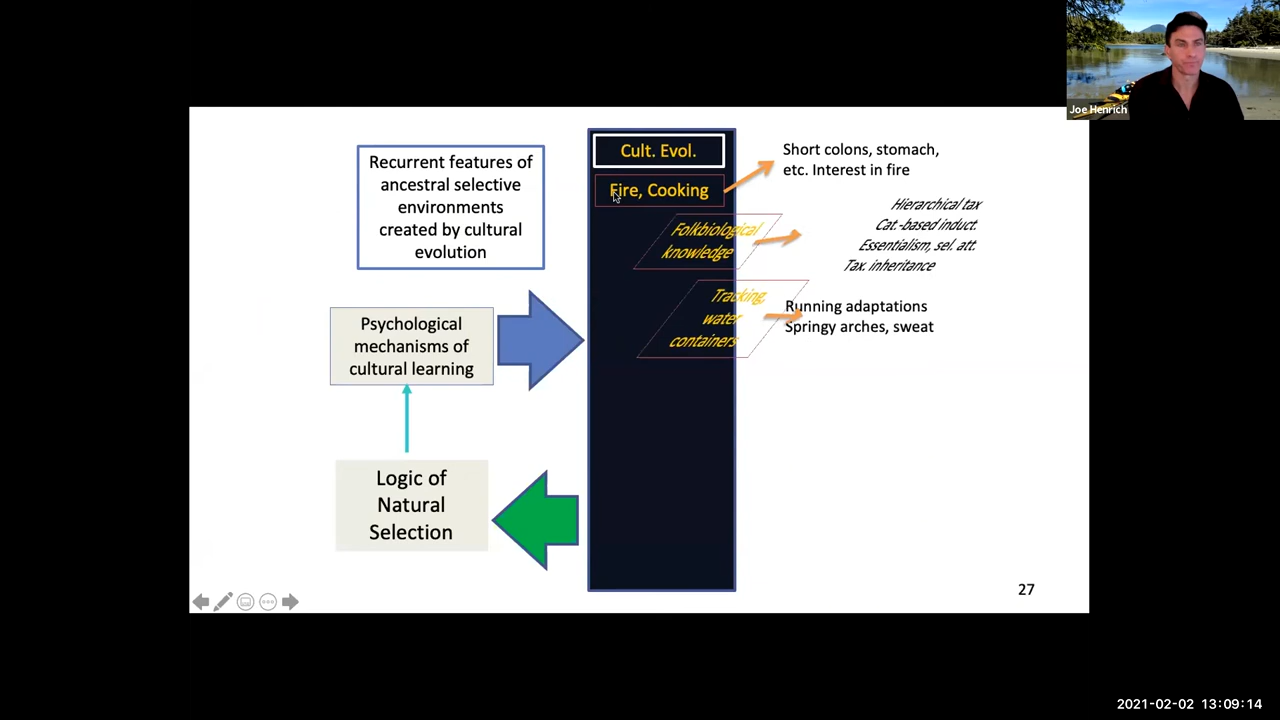 Joe Henrich
Recurrent features of
ancestral selective
environments
created by cultural
evolution
Psychological
mechanisms of
cultural learning
Logic of
Natural
Selection
Cult. Evol.
Fire, Cooking
Folkbiological
knowledge
Tracking,
water
containers
Short colons, stomach,
etc. Interest in fire
Hierarchical tax
Cat.-based induct.
Essentialism, sel. att.
Tax. inheritance
Running adaptations
Springy arches, sweat
27
2021-02-02 13:09:14